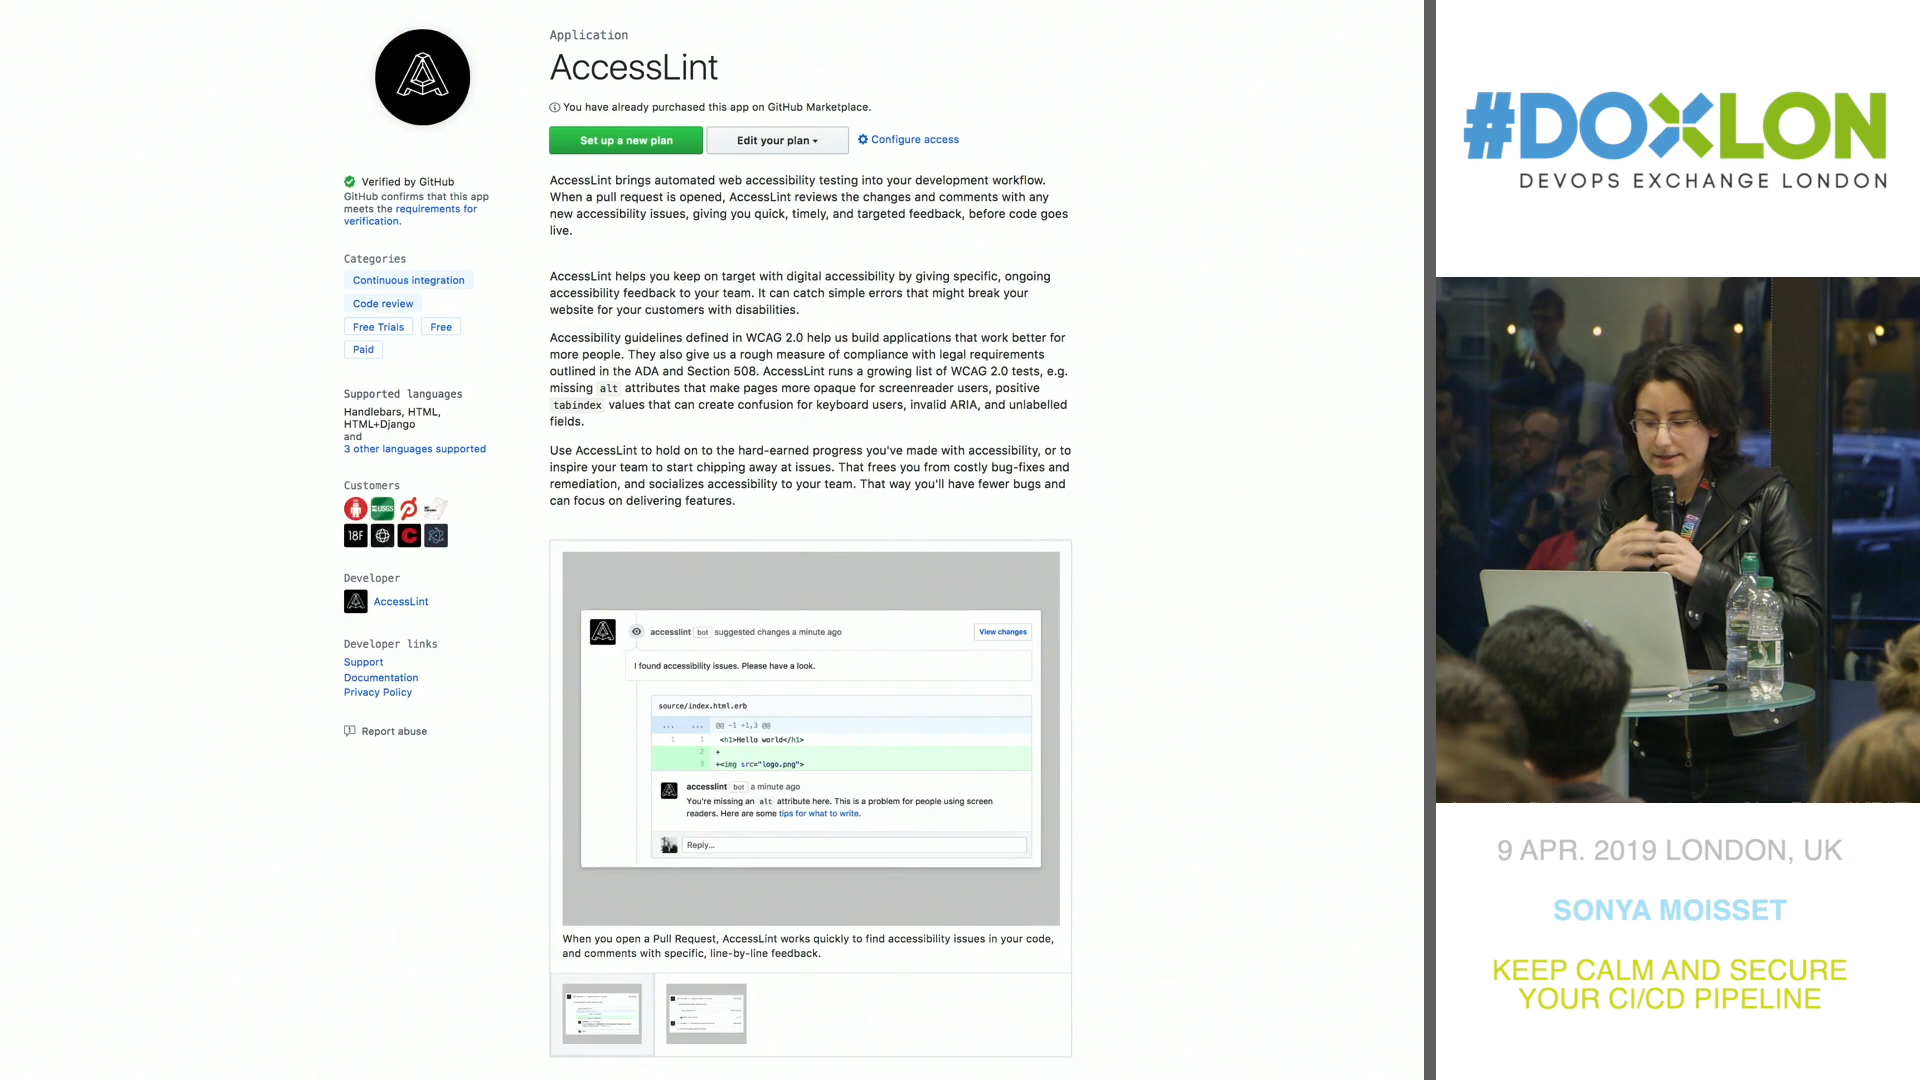 Application
AccessLint
You have already purchased this app on GitHub Marketplace.
Set up a new plan
Edit your plan
Configure access
Verified by GitHub
GitHub confirms that this app
meets the requirements for
verification.
Categories
Continuous integration
Code review
Free Trials
Free
Paid
Supported languages
Handlebars, HTML,
HTML+Django
and
3 other languages supported
Customers
USGS
18F
C
Developer
AccessLint
Developer links
Support
Documentation
Privacy Policy
Report abuse
AccessLint brings automated web accessibility testing into your development workflow.
When a pull request is opened, AccessLint reviews the changes and comments with any
new accessibility issues, giving you quick, timely, and targeted feedback, before code goes
live.
AccessLint helps you keep on target with digital accessibility by giving specific, ongoing
accessibility feedback to your team. It can catch simple errors that might break your
website for your customers with disabilities.
Accessibility guidelines defined in WCAG 2.0 help us build applications that work better for
more people. They also give us a rough measure of compliance with legal requirements
outlined in the ADA and Section 508. AccessLint runs a growing list of WCAG 2.0 tests, e.g.
missing alt attributes that make pages more opaque for screenreader users, positive
tabindex values that can create confusion for keyboard users, invalid ARIA, and unlabelled
fields.
Use AccessLint to hold on to the hard-earned progress you've made with accessibility, or to
inspire your team to start chipping away at issues. That frees you from costly bug-fixes and
remediation, and socializes accessibility to your team. That way you'll have fewer bugs and
can focus on delivering features.
accesslint bot suggested changes a minute ago
View changes
I found accessibility issues. Please have a look.
source/index.html.erb
... ... @@ -1 +1,3 @@
1 1 <h1>Hello world</h1>
2 +
3 +<img src="logo.png">
accesslint bot a minute ago
You're missing an alt attribute here. This is a problem for people using screen
readers. Here are some tips for what to write.
Reply...
When you open a Pull Request, AccessLint works quickly to find accessibility issues in your code,
and comments with specific, line-by-line feedback.
#DOXLON
DEVOPS EXCHANGE LONDON
9 APR. 2019 LONDON, UK
SONYA MOISSET
KEEP CALM AND SECURE
YOUR CI/CD PIPELINE